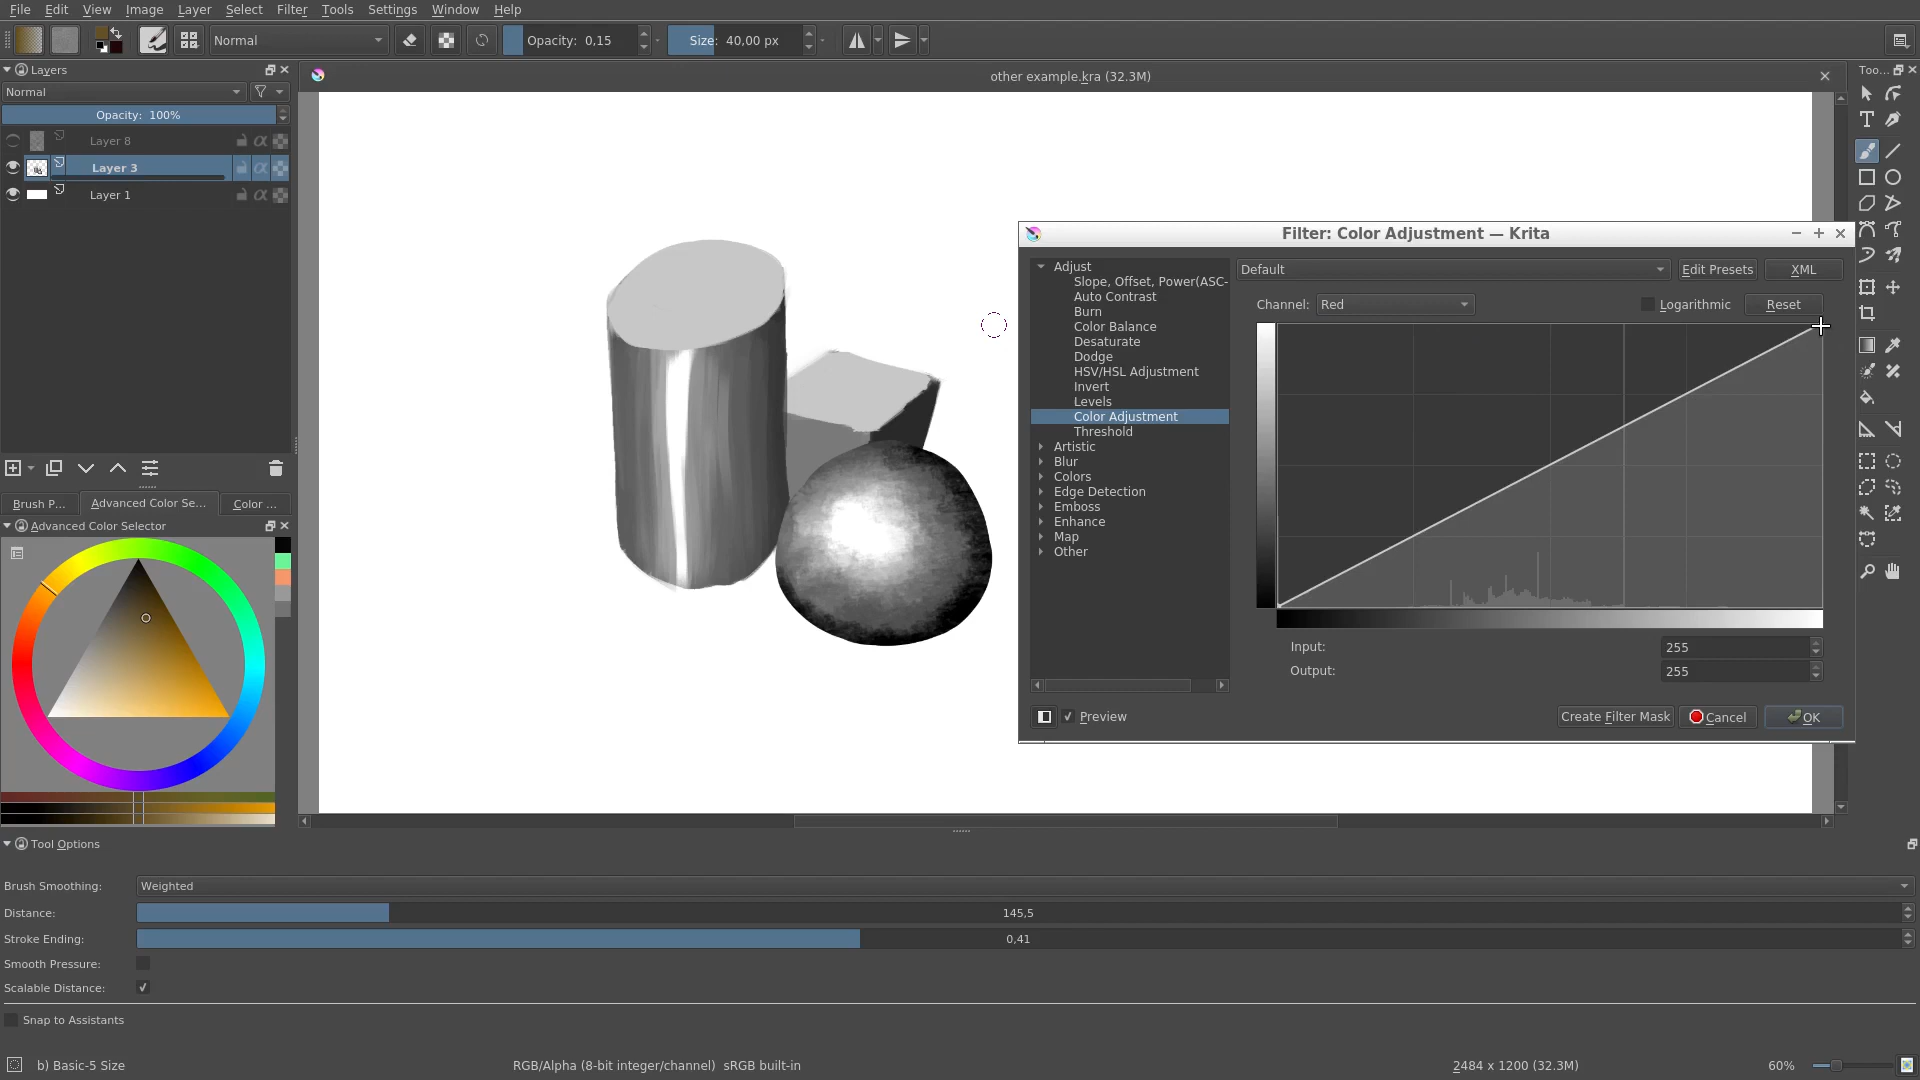 File Edit View Image Layer Select Filter Tools Settings Window Help
Normal Opacity: 0,15 Size: 40,00 px
Layers
Normal
Opacity: 100%
Layer 8
Layer 3
Layer 1
Brush P... Advanced Color Se... Color ...
Advanced Color Selector
other example.kra (32.3M)
Too...
Filter: Color Adjustment — Krita
Adjust
Slope, Offset, Power(ASC-
Auto Contrast
Burn
Color Balance
Desaturate
Dodge
HSV/HSL Adjustment
Invert
Levels
Color Adjustment
Threshold
Artistic
Blur
Colors
Edge Detection
Emboss
Enhance
Map
Other
Default Edit Presets XML
Channel: Red Logarithmic Reset
Input: 255
Output: 255
Preview Create Filter Mask Cancel OK
Tool Options
Brush Smoothing: Weighted
Distance: 145,5
Stroke Ending: 0,41
Smooth Pressure:
Scalable Distance:
Snap to Assistants
b) Basic-5 Size RGB/Alpha (8-bit integer/channel) sRGB built-in 2484 x 1200 (32.3M) 60%